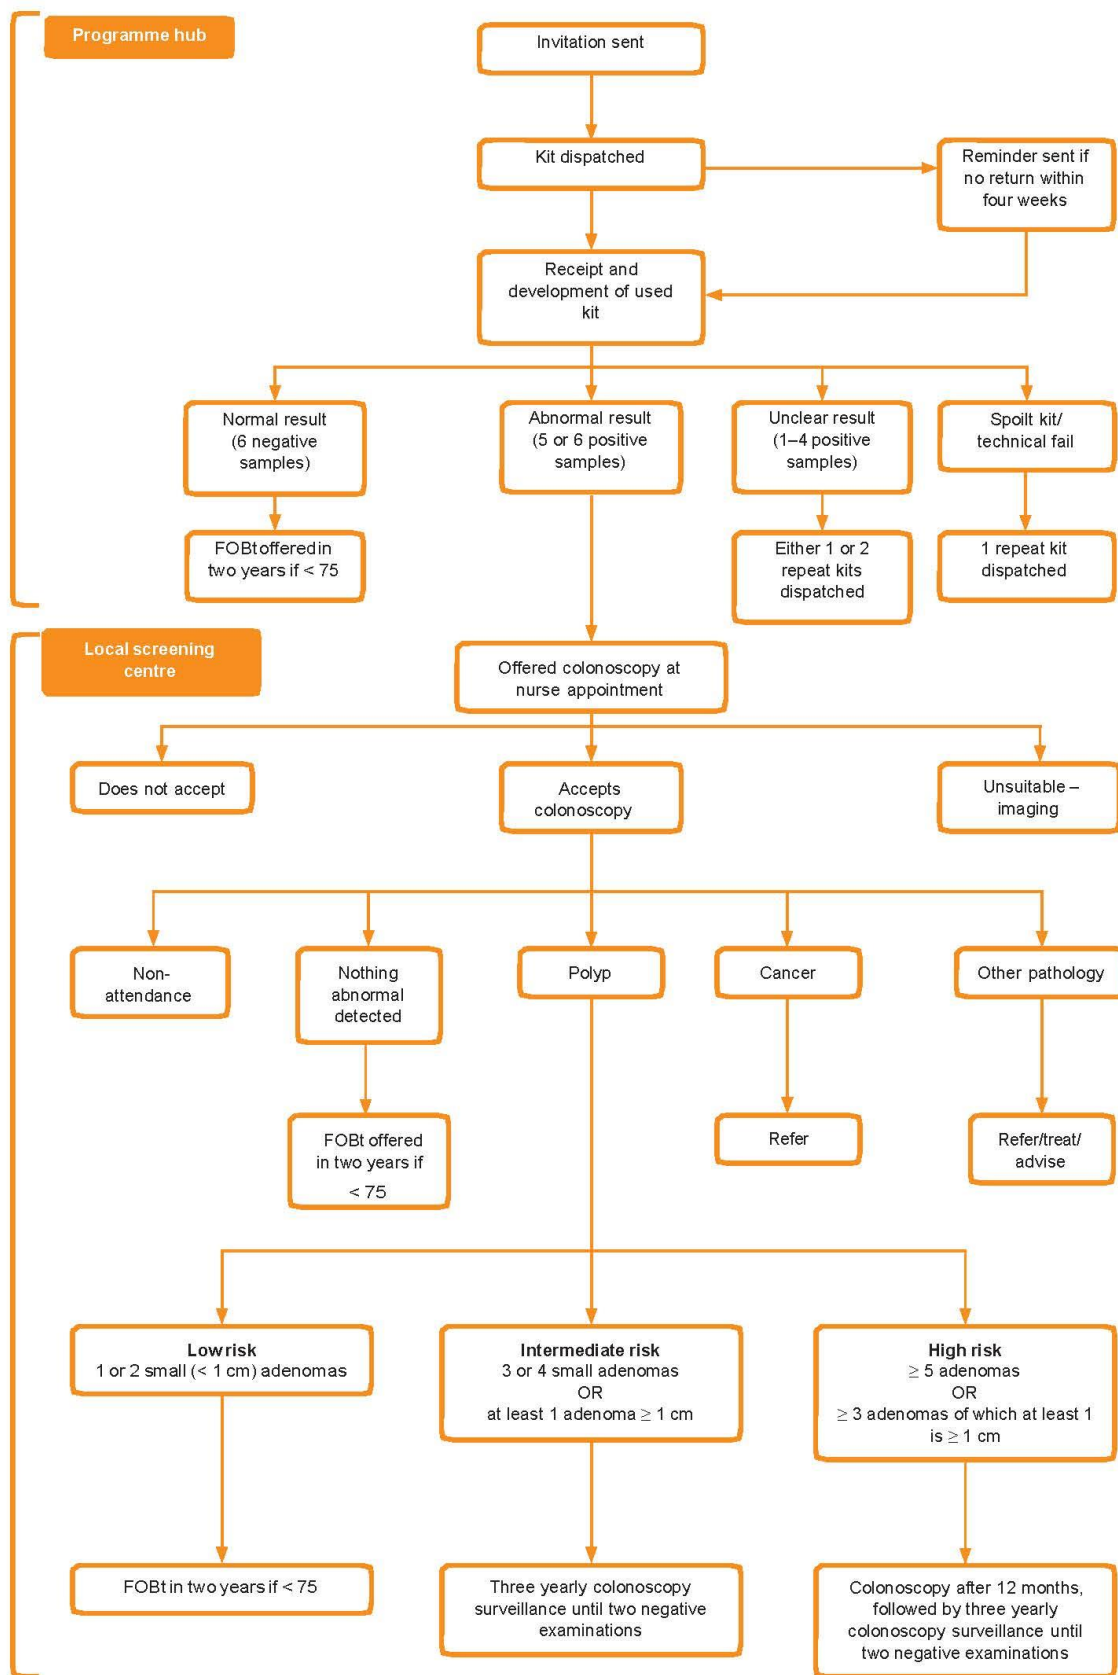 Programme hub
Invitation sent
Kit dispatched
Reminder sent if
no return within
four weeks
Receipt and
development of used
kit
Normal result
(6 negative
samples)
Abnormal result
(5 or 6 positive
samples)
Unclear result
(1–4 positive
samples)
Spoilt kit/
technical fail
FOBt offered in
two years if < 75
Either 1 or 2
repeat kits
dispatched
1 repeat kit
dispatched
Local screening
centre
Offered colonoscopy at
nurse appointment
Does not accept
Accepts
colonoscopy
Unsuitable –
imaging
Non-
attendance
Nothing
abnormal
detected
Polyp
Cancer
Other pathology
FOBt offered
in two years if
< 75
Refer
Refer/treat/
advise
Low risk
1 or 2 small (< 1 cm) adenomas
Intermediate risk
3 or 4 small adenomas
OR
at least 1 adenoma ≥ 1 cm
High risk
≥ 5 adenomas
OR
≥ 3 adenomas of which at least 1
is ≥ 1 cm
FOBt in two years if < 75
Three yearly colonoscopy
surveillance until two negative
examinations
Colonoscopy after 12 months,
followed by three yearly
colonoscopy surveillance until
two negative examinations